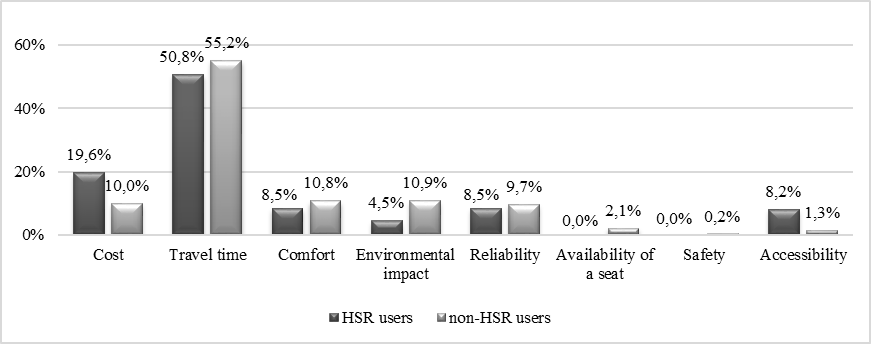 60%
40%
20%
0%
19,6%
10,0%
50,8%
55,2%
8,5%
10,8%
4,5%
10,9%
8,5%
9,7%
0,0%
2,1%
0,0%
0,2%
8,2%
1,3%
Cost
Travel time
Comfort
Environmental
impact
Reliability
Availability of
a seat
Safety
Accessibility
HSR users
non-HSR users